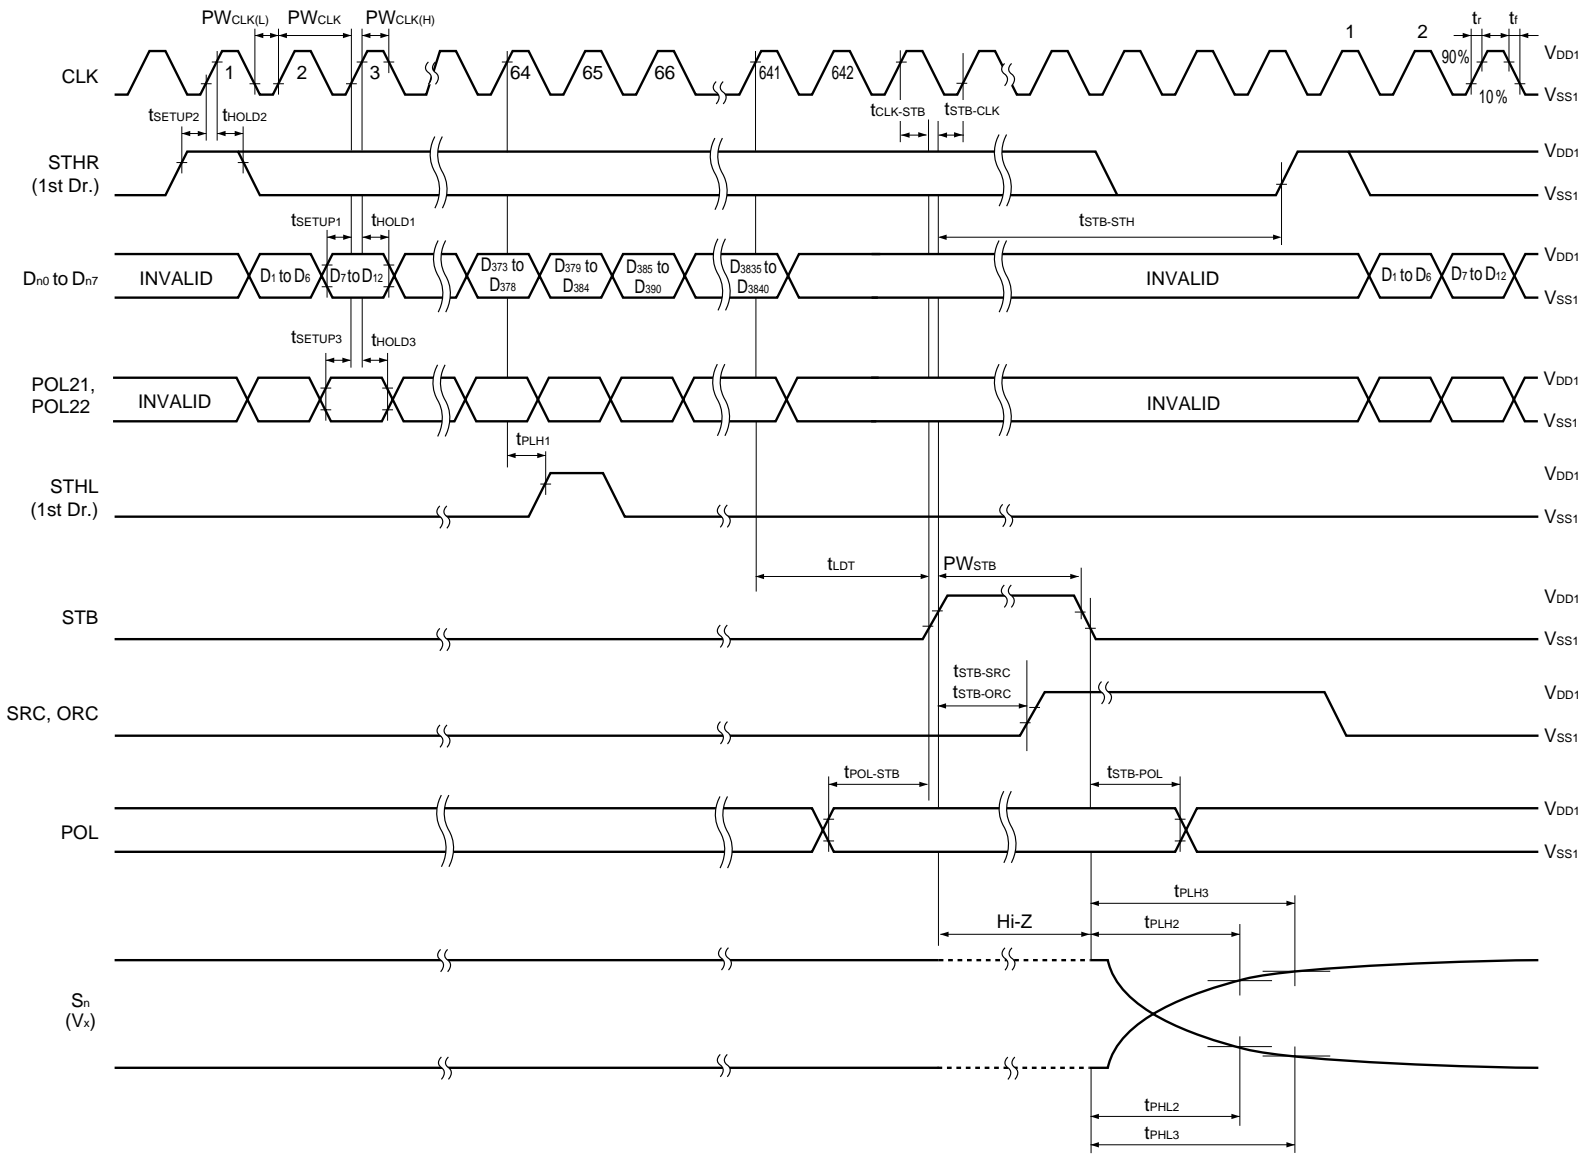 PWCLK(L) PWCLK PWCLK(H)
1 2 tr tf
CLK 1 2 3 64 65 66 641 642 90% VDD1
10% VSS1
tSETUP2 tHOLD2 tCLK-STB tSTB-CLK
STHR VDD1
(1st Dr.) VSS1
tSETUP1 tHOLD1 tSTB-STH
Dn0 to Dn7 INVALID D1 to D6 D7 to D12 D373 to D378 D379 to D384 D385 to D390 D3835 to D3840 INVALID D1 to D6 D7 to D12 VDD1
VSS1
tSETUP3 tHOLD3
POL21, VDD1
POL22 INVALID INVALID
VSS1
tPLH1
STHL VDD1
(1st Dr.) VSS1
tLDT PWSTB
STB VDD1
VSS1
tSTB-SRC
tSTB-ORC
SRC, ORC VDD1
VSS1
tPOL-STB tSTB-POL
POL VDD1
VSS1
tPLH3
Hi-Z tPLH2
Sn
(Vx)
tPHL2
tPHL3